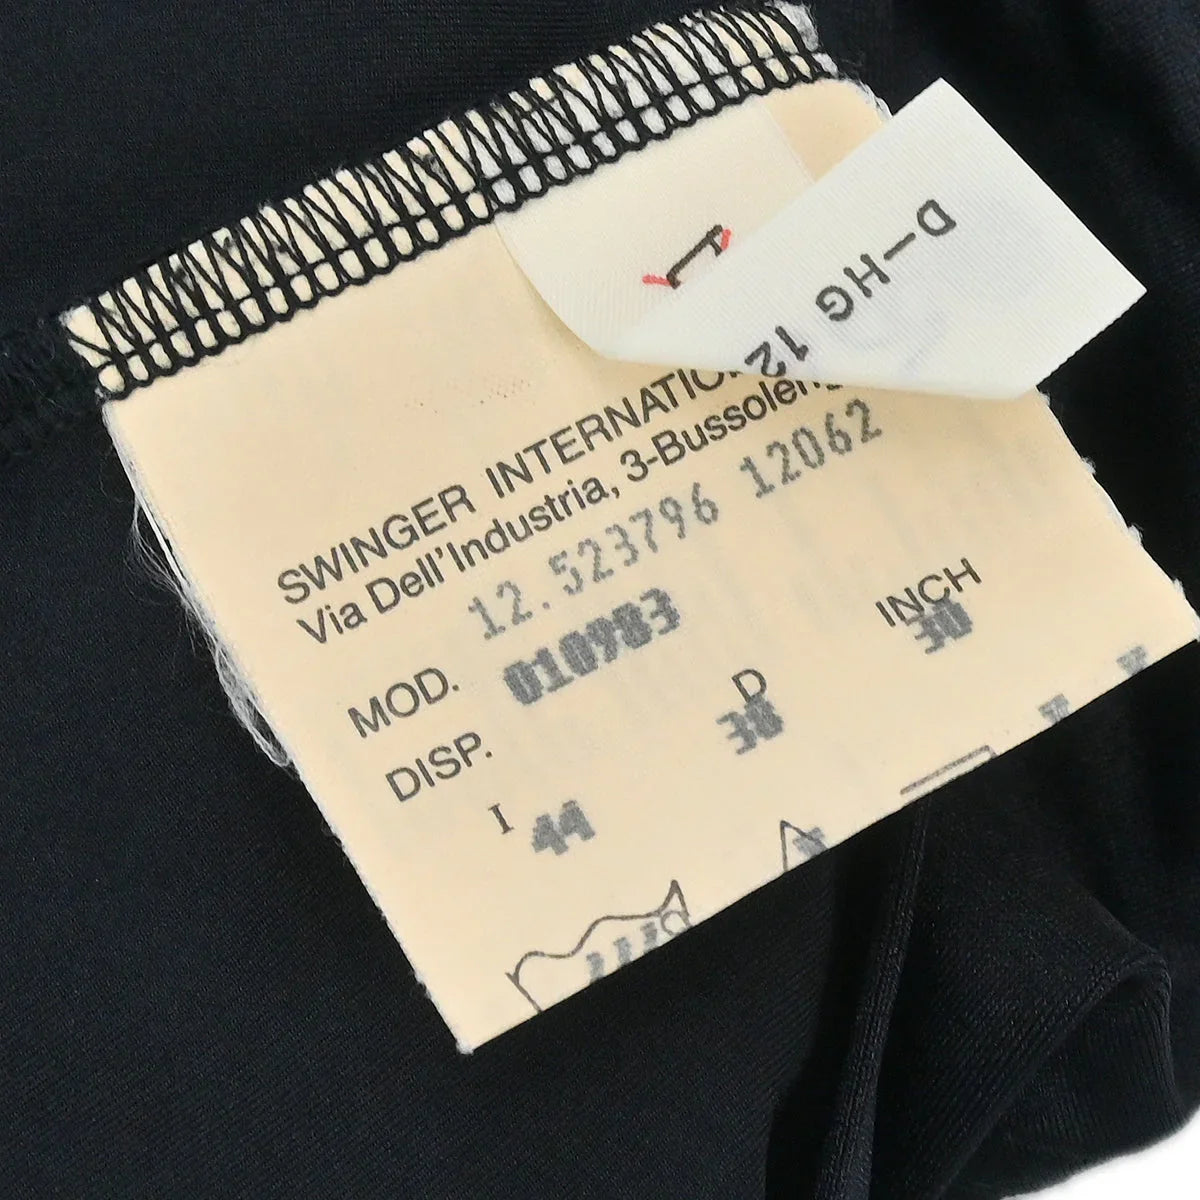 D-HG 12
SWINGER INTERNATIO
Via Dell'Industria, 3-Bussolen
12.523796 12062
MOD. 010983
DISP.
INCH
30
D
38
I
44